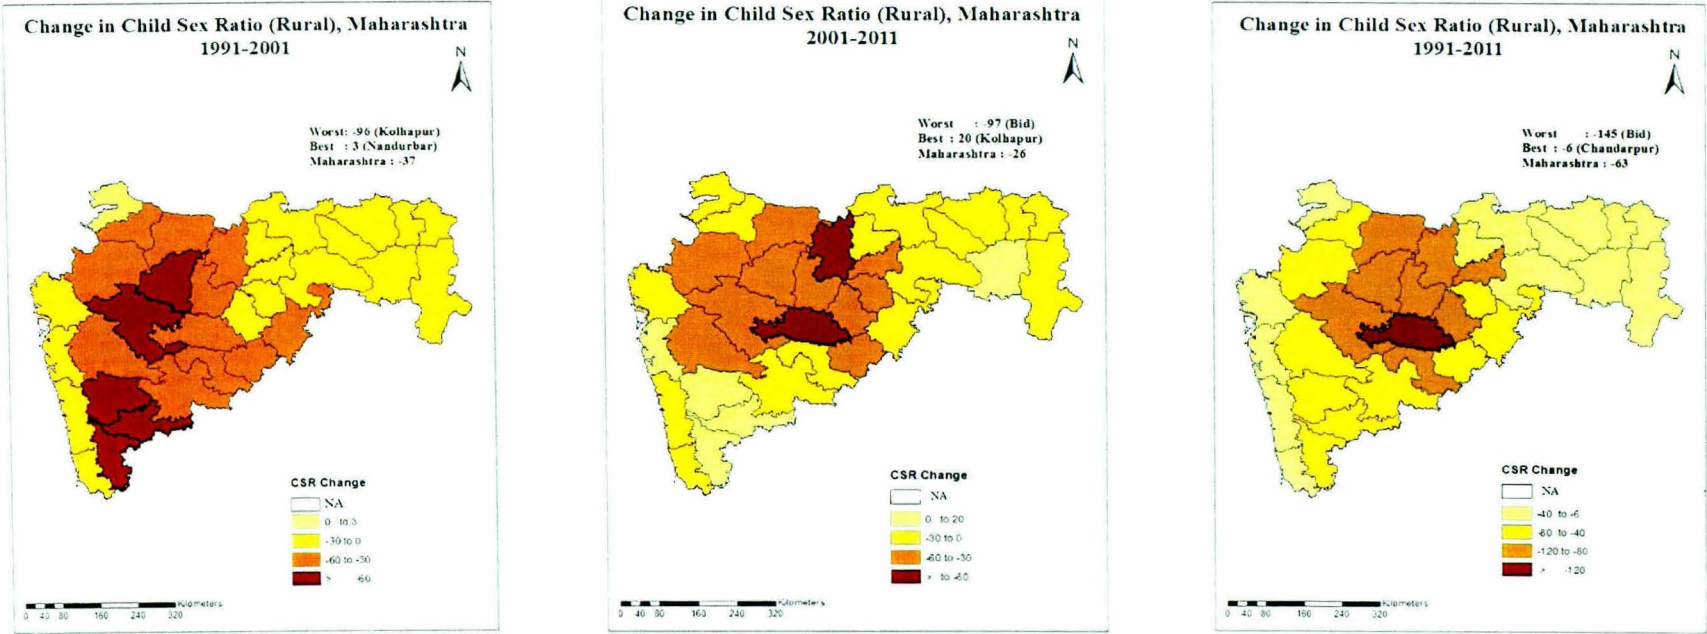 Change in Child Sex Ratio (Rural), Maharashtra
1991-2001
N
Worst: -96 (Kolhapur)
Best : 3 (Nandurbar)
Maharashtra : -37
CSR Change
NA
0 to 3
-30 to 0
-60 to -30
> -60
Kilometers
0 40 80 160 240 320
Change in Child Sex Ratio (Rural), Maharashtra
2001-2011
N
Worst : -97 (Bid)
Best : 20 (Kolhapur)
Maharashtra : -26
CSR Change
NA
0 to 20
-30 to 0
-60 to -30
> to -60
Kilometers
0 40 80 160 240 320
Change in Child Sex Ratio (Rural), Maharashtra
1991-2011
N
Worst : -145 (Bid)
Best : -6 (Chandarpur)
Maharashtra : -63
CSR Change
NA
-40 to -6
-80 to -40
-120 to -80
> -120
Kilometers
0 40 80 160 240 320